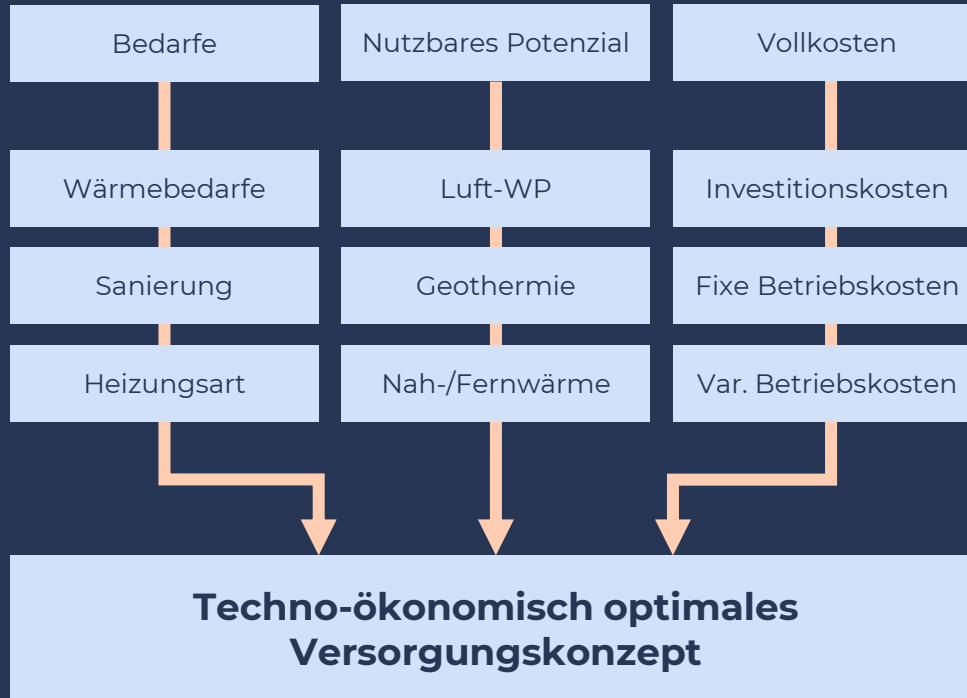 Bedarfe
Nutzbares Potenzial
Vollkosten
Wärmebedarfe
Luft-WP
Investitionskosten
Sanierung
Geothermie
Fixe Betriebskosten
Heizungsart
Nah-/Fernwärme
Var. Betriebskosten
Techno-ökonomisch optimales
Versorgungskonzept